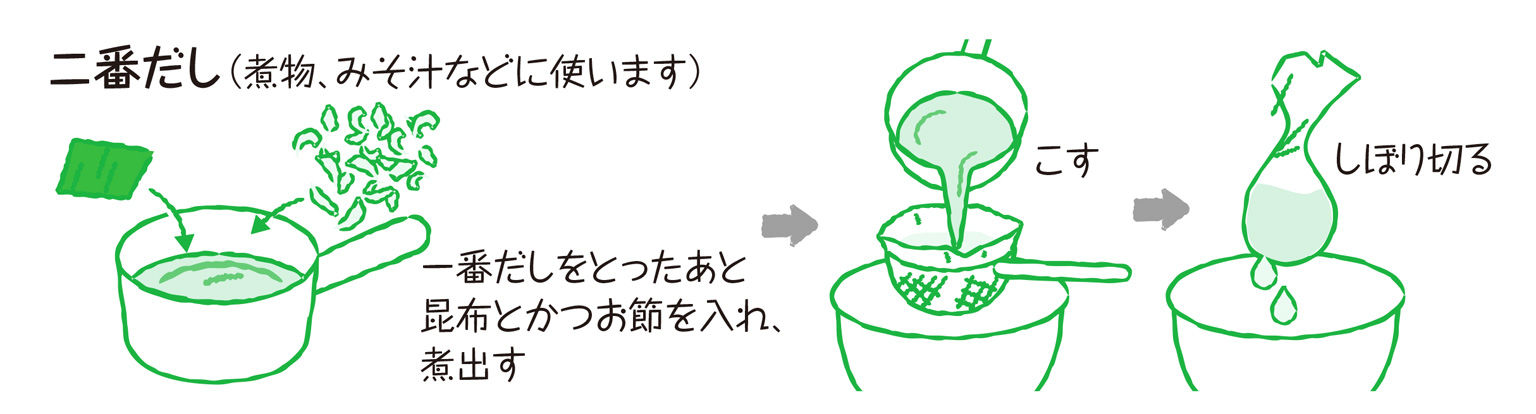 二番だし（煮物、みそ汁などに使います）
一番だしをとったあと
昆布とかつお節を入れ、
煮出す
こす
しぼり切る